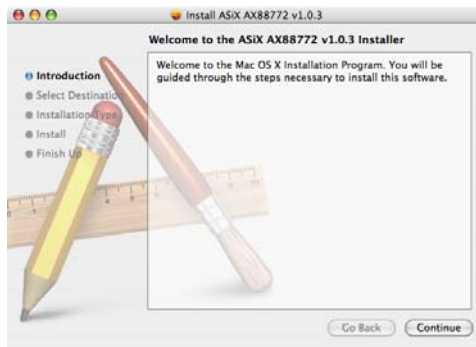 Install ASiX AX88772 v1.0.3
Welcome to the ASiX AX88772 v1.0.3 Installer
Introduction
Select Destination
Installation Type
Install
Finish Up
Welcome to the Mac OS X Installation Program. You will be
guided through the steps necessary to install this software.
Go Back
Continue